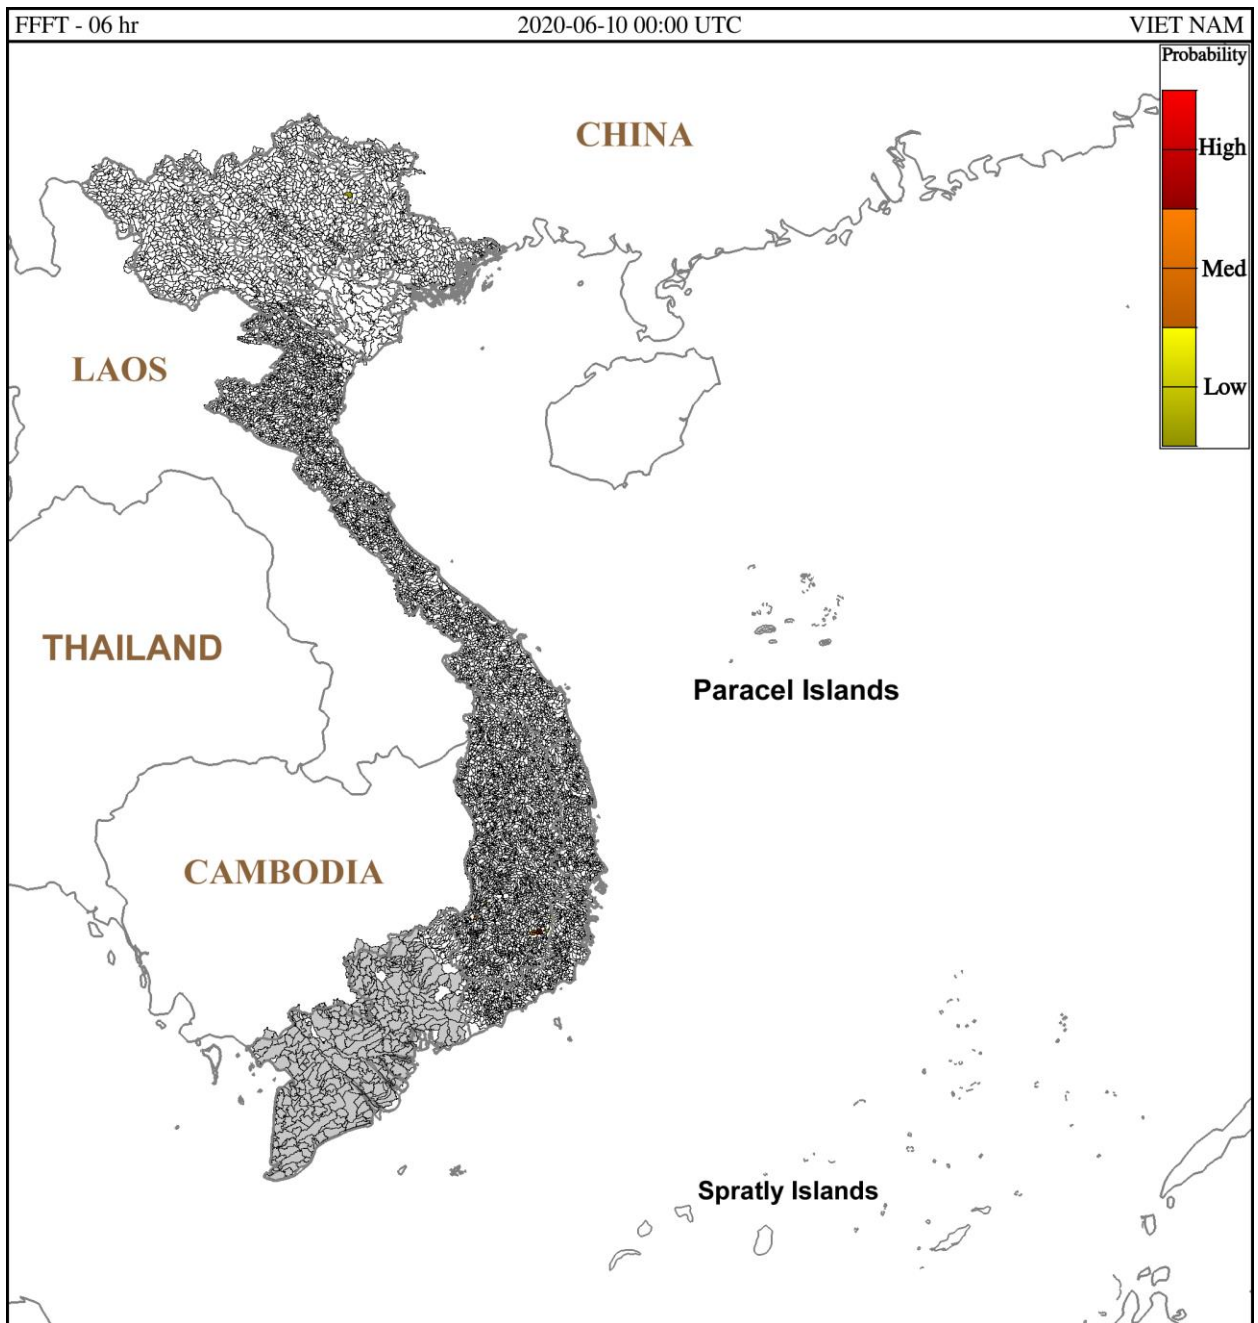 FFFT - 06 hr 2020-06-10 00:00 UTC VIET NAM
Probability
CHINA
High
Med
LAOS
Low
THAILAND
Paracel Islands
CAMBODIA
Spratly Islands